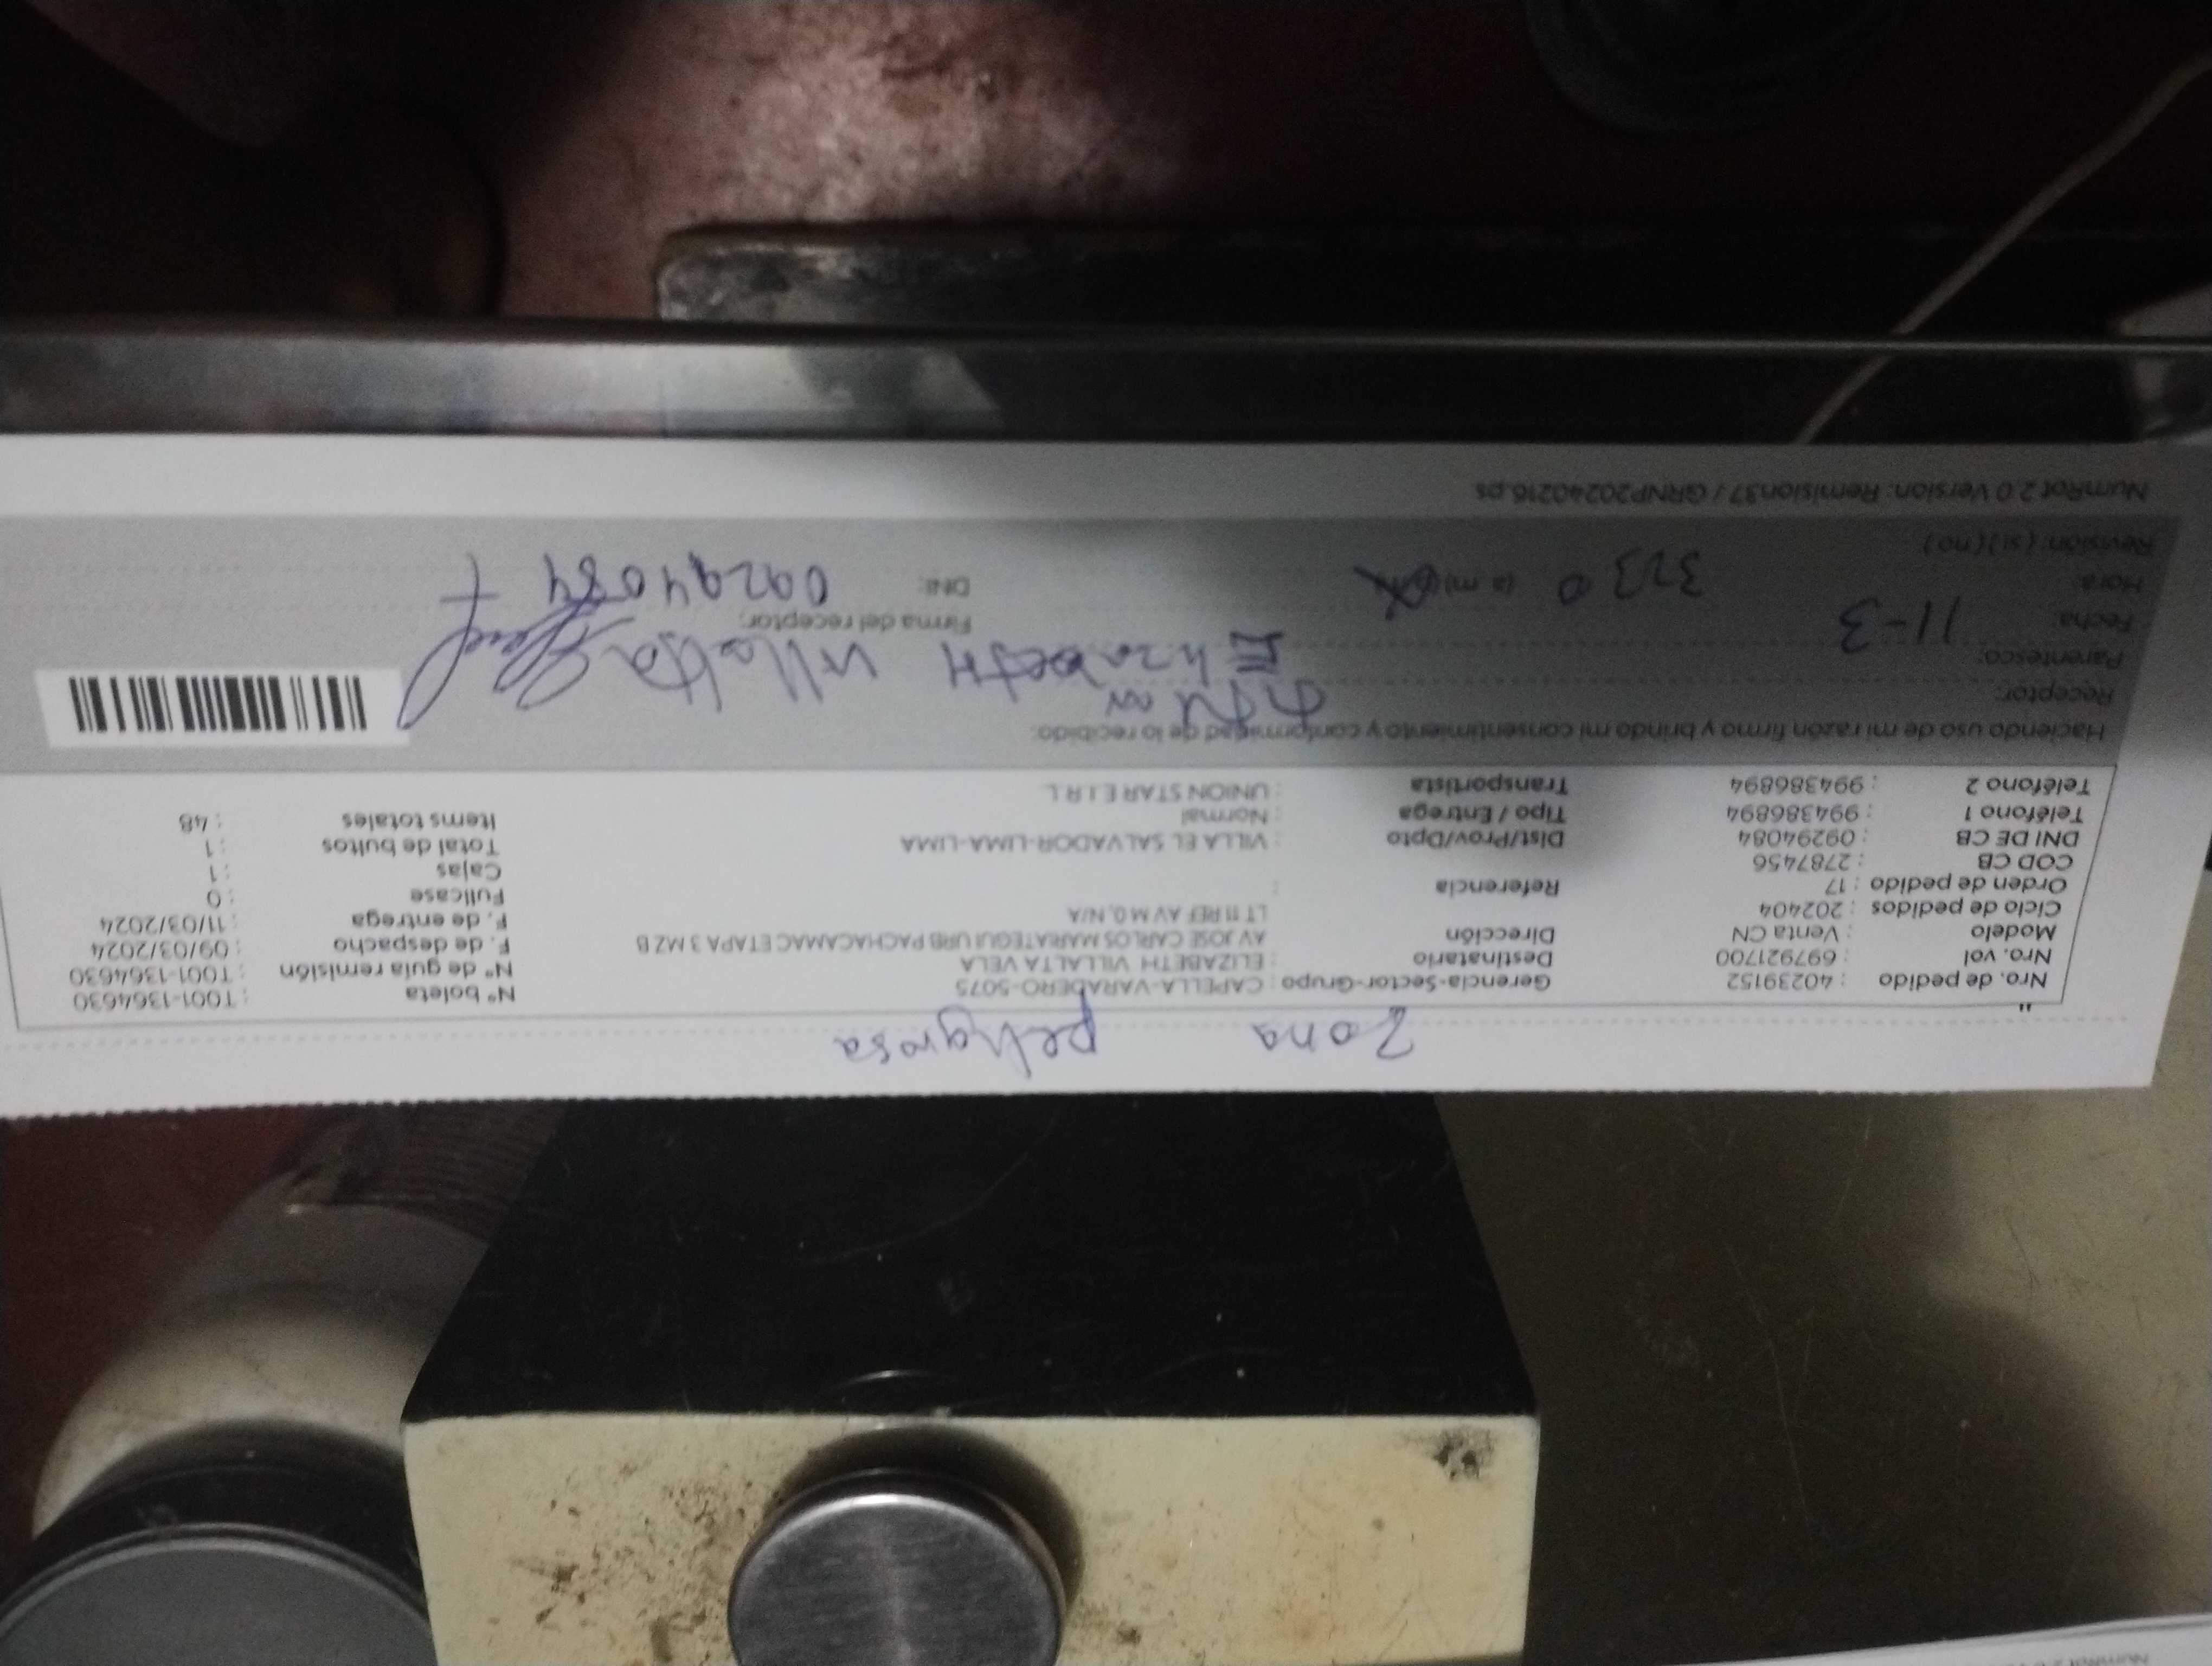 Zona peligrosa
Nro. de pedido : 40239152
Nro. vol. : 697921700
Modelo : Venta CN
Ciclo de pedidos : 202404
Orden de pedido : 17
COD CB : 2787456
DNI DE CB : 09294084
Teléfono 1 : 994386894
Teléfono 2 : 994386894
Gerencia-Sector-Grupo : CAPELLA-VARADERO-5075
Destinatario : ELIZABETH VILLALTA VELA
Dirección : AV JOSE CARLOS MARIATEGUI URB PACHACAMAC ETAPA 3 MZ B
LT 11 REF AV M 0, N/A
Referencia :
Dist/Prov/Dpto : VILLA EL SALVADOR-LIMA-LIMA
Tipo / Entrega : Normal
Transportista : UNION STAR E.I.R.L.
N° boleta : T001-1364630
N° de guía remisión : T001-1364630
F. de despacho : 09/03/2024
F. de entrega : 11/03/2024
Fullcase : 0
Cajas : 1
Total de bultos : 1
Items totales : 48
Haciendo uso de mi razón firmo y brindo mi consentimiento y conformidad de lo recibido:
Receptor:
Parentesco: Elizabeth Villalta
Fecha: 11-3
Hora: (a m)
Revisión: (si) (no)
Firma del receptor:
DNI: 09294084
NumRot 2.0 Version: Remision37 / GRNP20240216.ps